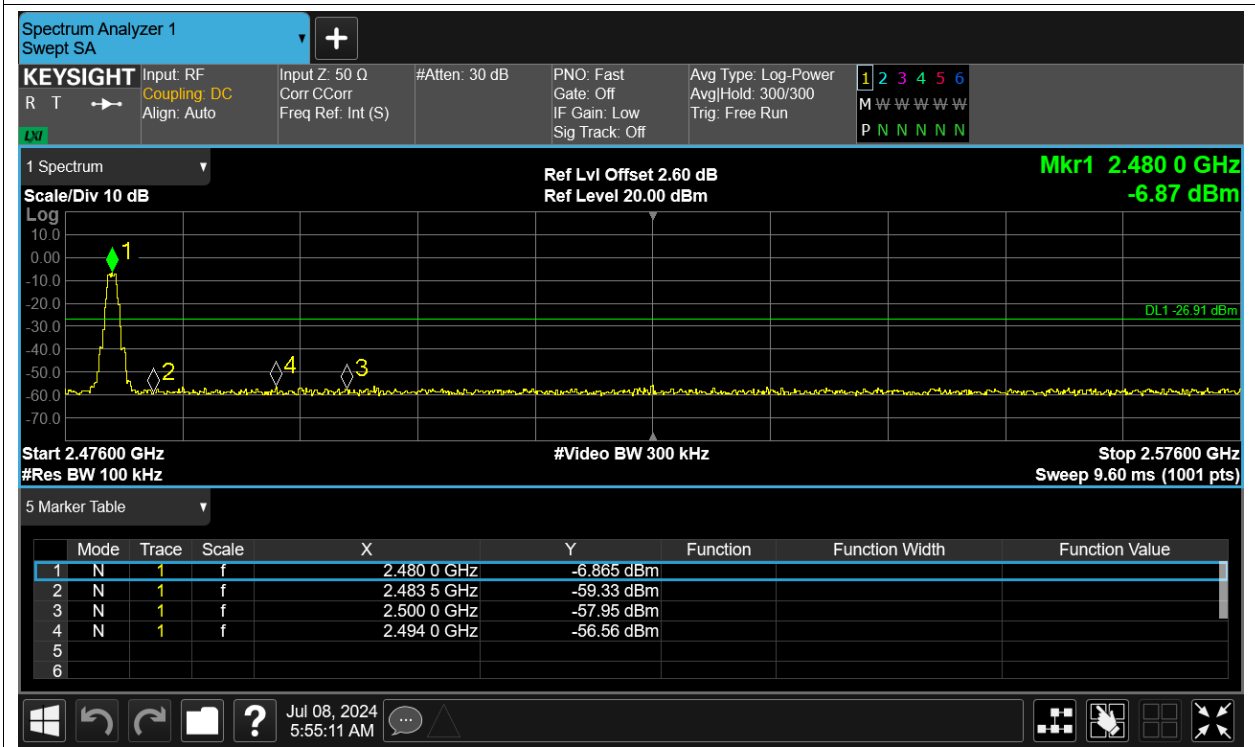 Spectrum Analyzer 1
Swept SA
+
KEYSIGHT Input: RF Input Z: 50 Ω #Atten: 30 dB PNO: Fast Avg Type: Log-Power 1 2 3 4 5 6
R T Coupling: DC Corr CCorr Gate: Off Avg|Hold: 300/300 M W W W W W
Align: Auto Freq Ref: Int (S) IF Gain: Low Trig: Free Run
LXI Sig Track: Off P N N N N N
1 Spectrum Ref Lvl Offset 2.60 dB Mkr1 2.480 0 GHz
Scale/Div 10 dB Ref Level 20.00 dBm -6.87 dBm
Log
10.0
1
0.00
-10.0
-20.0
DL1 -26.91 dBm
-30.0
-40.0
-50.0 2 4 3
-60.0
-70.0
Start 2.47600 GHz #Video BW 300 kHz Stop 2.57600 GHz
#Res BW 100 kHz Sweep 9.60 ms (1001 pts)
5 Marker Table
Mode Trace Scale X Y Function Function Width Function Value
1 N 1 f 2.480 0 GHz -6.865 dBm
2 N 1 f 2.483 5 GHz -59.33 dBm
3 N 1 f 2.500 0 GHz -57.95 dBm
4 N 1 f 2.494 0 GHz -56.56 dBm
5
6
? Jul 08, 2024
5:55:11 AM